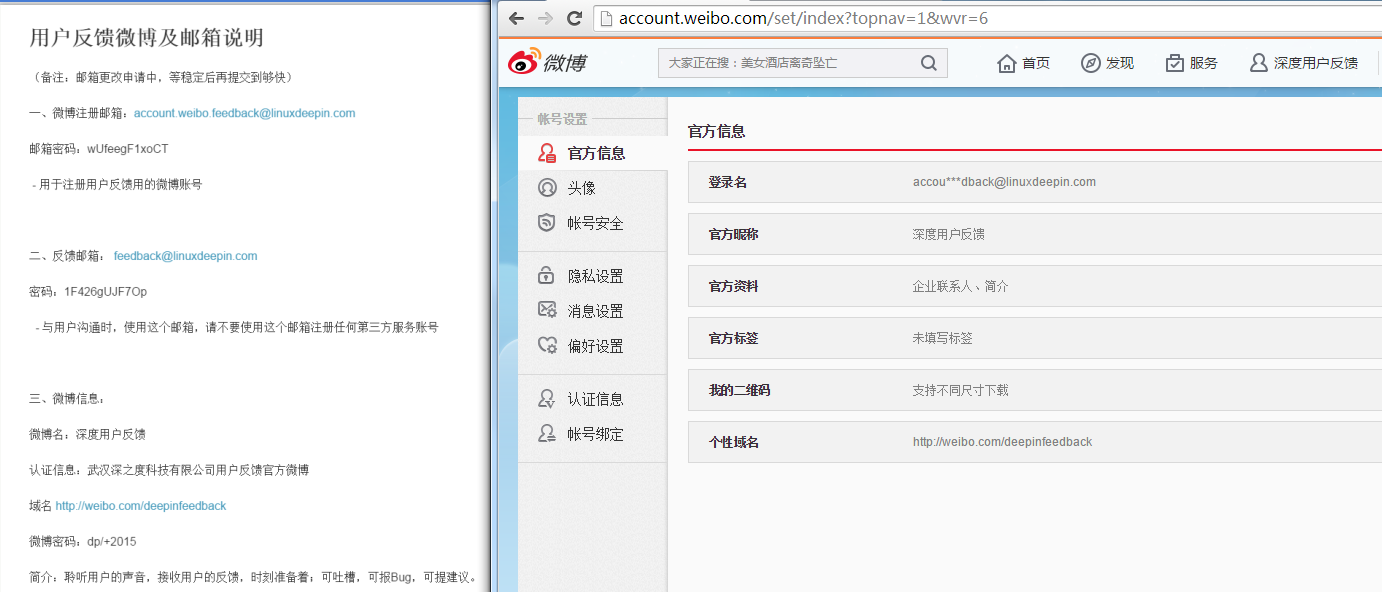 用户反馈微博及邮箱说明
（备注：邮箱更改申请中，等稳定后再提交到够快）
一、微博注册邮箱：account.weibo.feedback@linuxdeepin.com
邮箱密码：wUfeegF1xoCT
- 用于注册用户反馈用的微博账号
二、反馈邮箱： feedback@linuxdeepin.com
密码：1F426gUJF7Op
- 与用户沟通时，使用这个邮箱，请不要使用这个邮箱注册任何第三方服务账号
三、微博信息：
微博名：深度用户反馈
认证信息：武汉深之度科技有限公司用户反馈官方微博
域名 http://weibo.com/deepinfeedback
微博密码：dp/+2015
简介：聆听用户的声音，接收用户的反馈，时刻准备着；可吐槽，可报Bug，可提建议。
account.weibo.com/set/index?topnav=1&wvr=6
微博
大家正在搜：美女酒店离奇坠亡
首页
发现
服务
深度用户反馈
帐号设置
官方信息
头像
帐号安全
隐私设置
消息设置
偏好设置
认证信息
帐号绑定
官方信息
登录名 accou***dback@linuxdeepin.com
官方昵称 深度用户反馈
官方资料 企业联系人、简介
官方标签 未填写标签
我的二维码 支持不同尺寸下载
个性域名 http://weibo.com/deepinfeedback